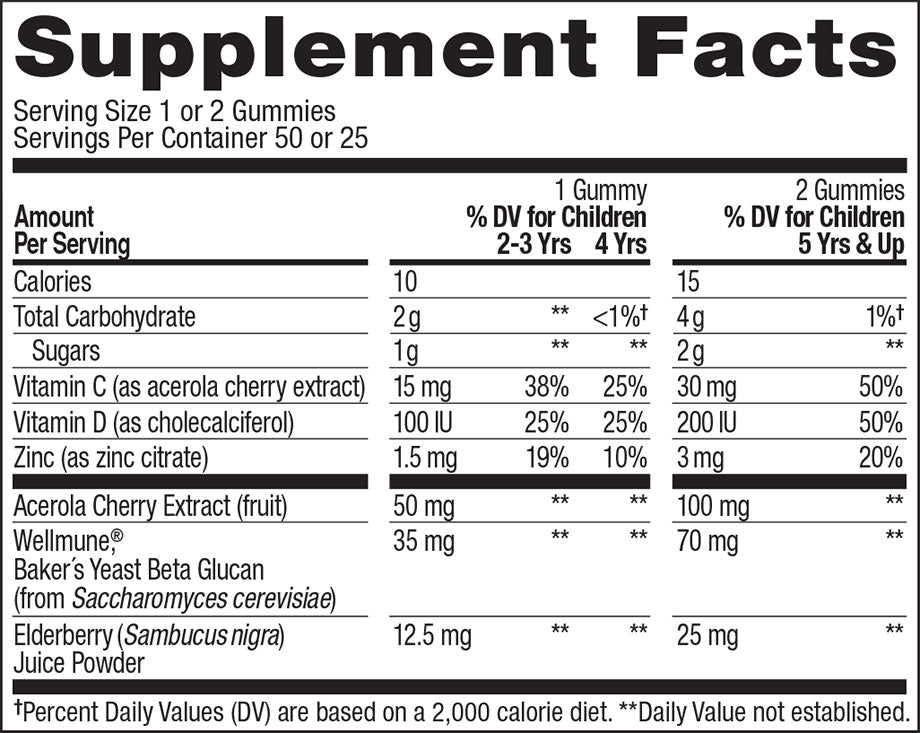 Supplement Facts
Serving Size 1 or 2 Gummies
Servings Per Container 50 or 25
1 Gummy 2 Gummies
Amount % DV for Children % DV for Children
Per Serving 2-3 Yrs 4 Yrs 5 Yrs & Up
Calories 10 15
Total Carbohydrate 2 g ** <1%† 4 g 1%†
Sugars 1 g ** ** 2 g **
Vitamin C (as acerola cherry extract) 15 mg 38% 25% 30 mg 50%
Vitamin D (as cholecalciferol) 100 IU 25% 25% 200 IU 50%
Zinc (as zinc citrate) 1.5 mg 19% 10% 3 mg 20%
Acerola Cherry Extract (fruit) 50 mg ** ** 100 mg **
Wellmune,® 35 mg ** ** 70 mg **
Baker´s Yeast Beta Glucan
(from Saccharomyces cerevisiae)
Elderberry (Sambucus nigra) 12.5 mg ** ** 25 mg **
Juice Powder
†Percent Daily Values (DV) are based on a 2,000 calorie diet. **Daily Value not established.